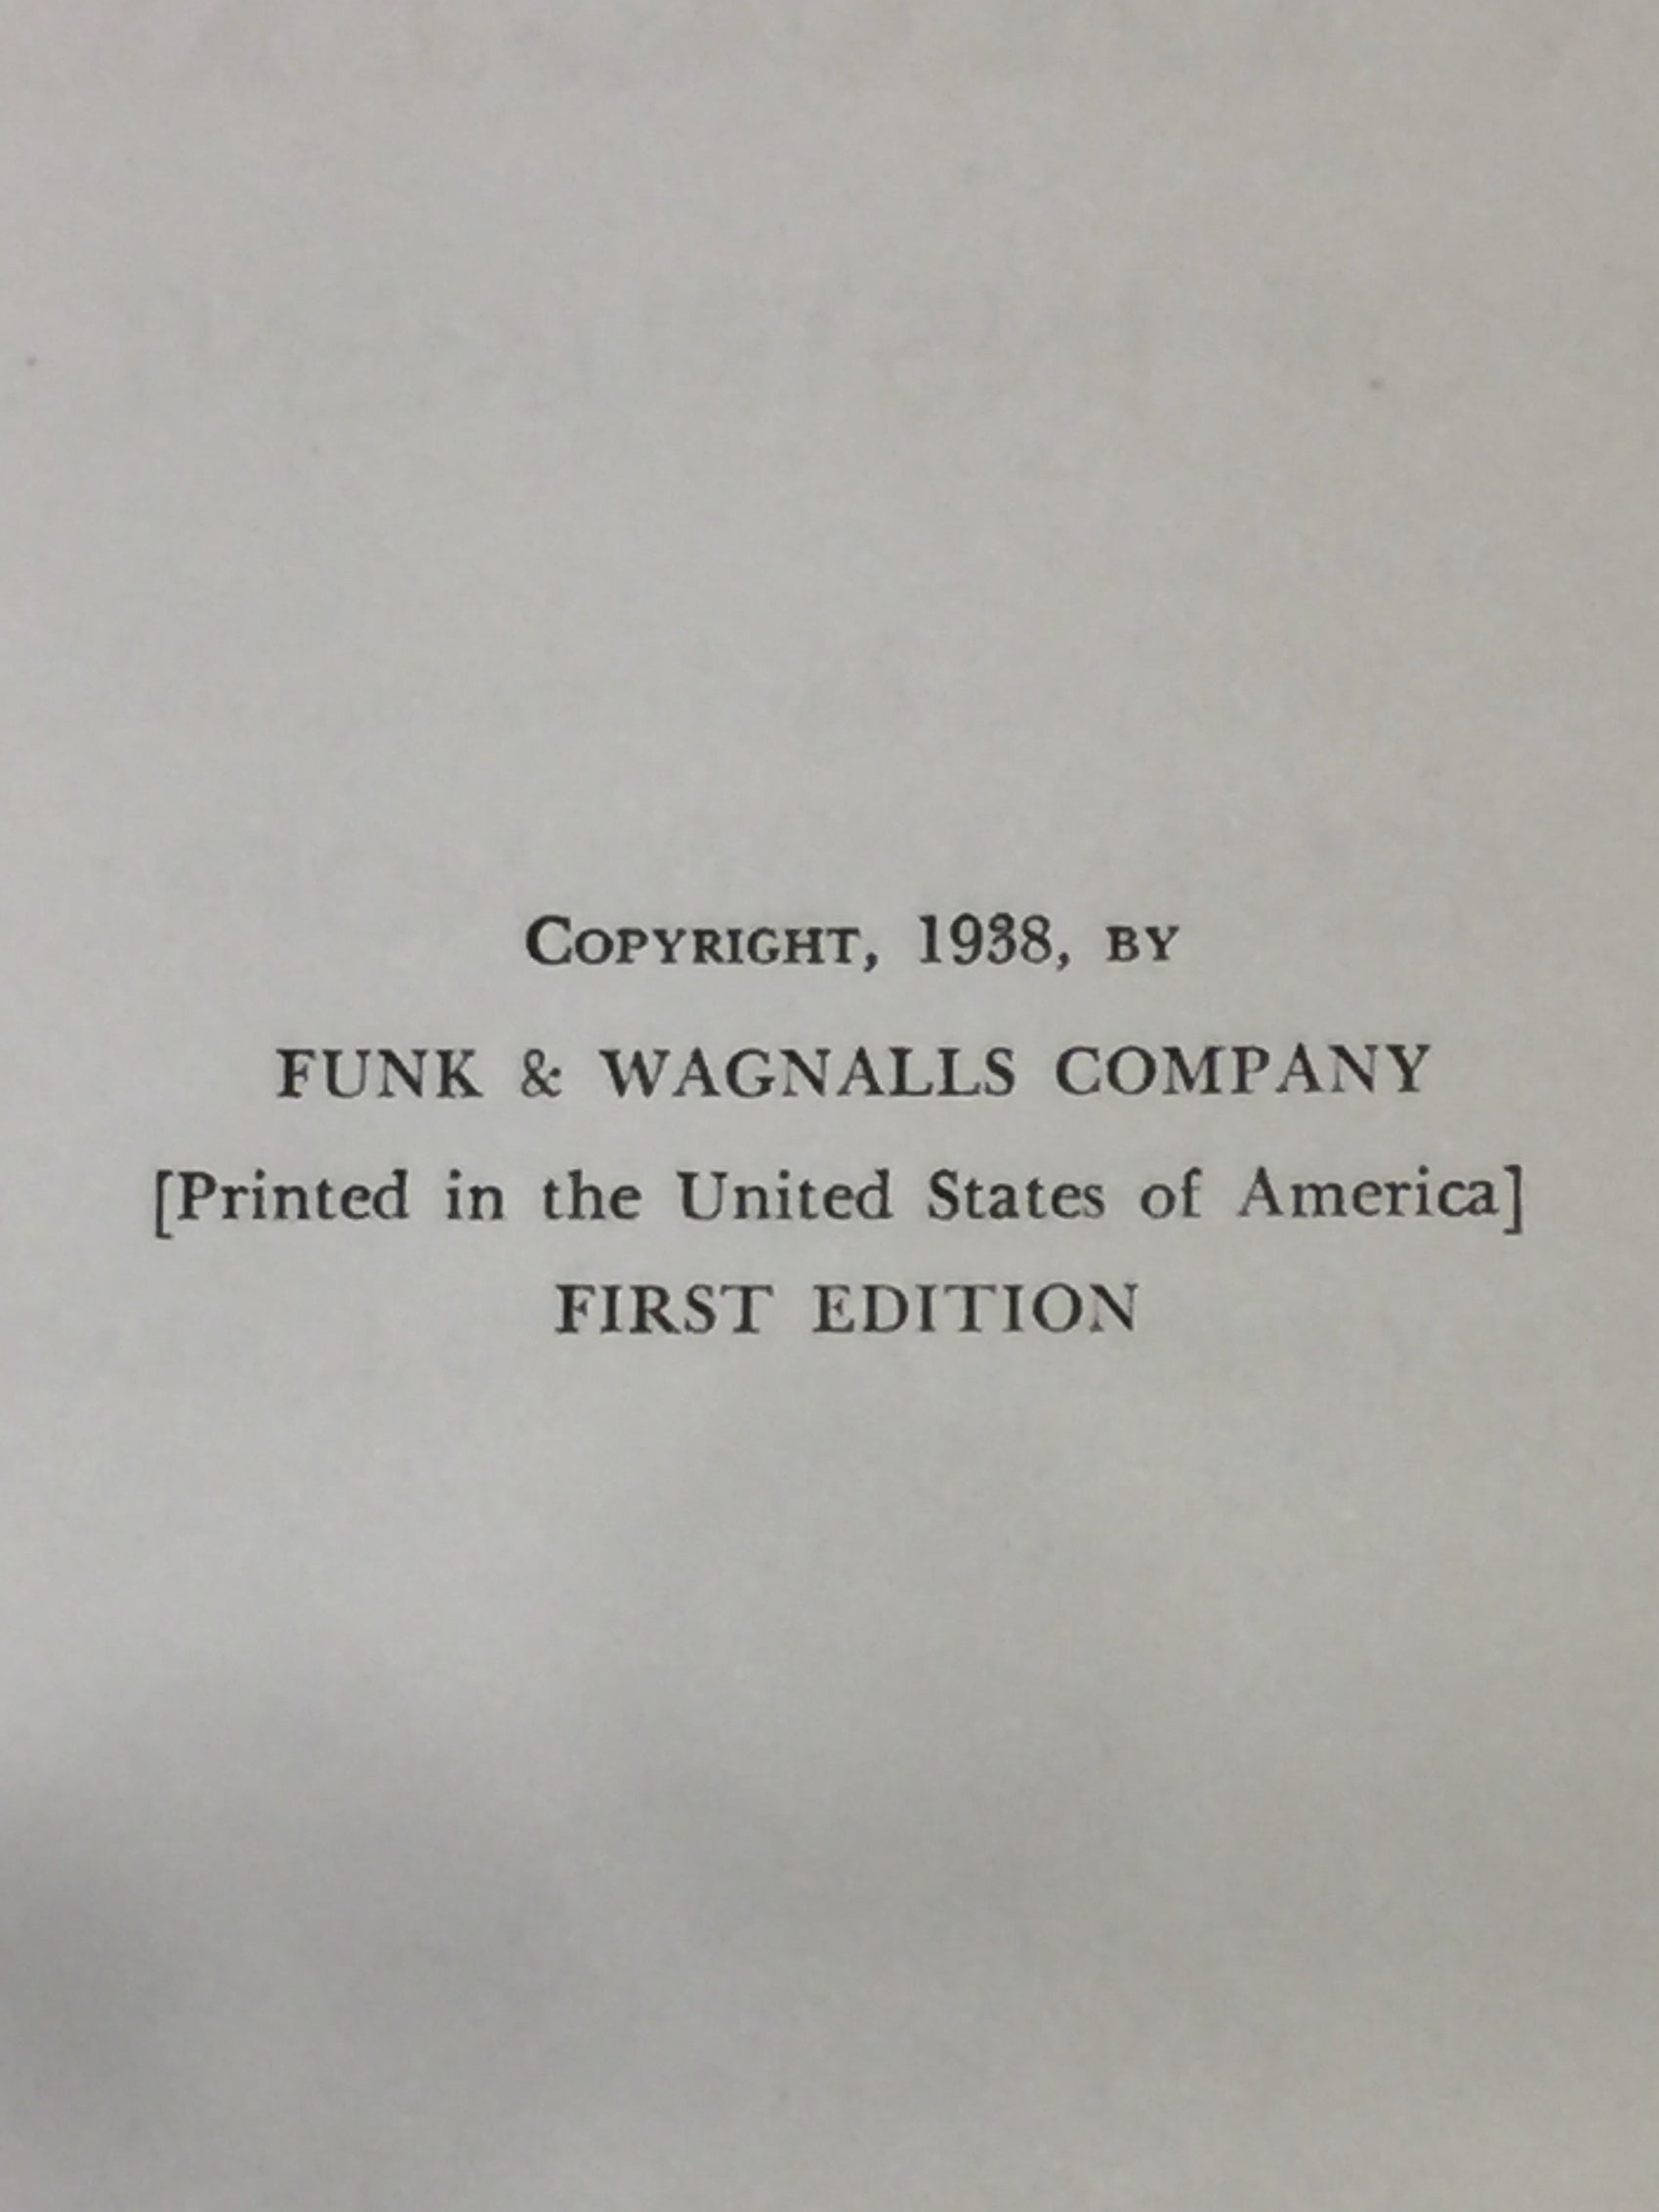 COPYRIGHT, 1938, BY
FUNK & WAGNALLS COMPANY
[Printed in the United States of America]
FIRST EDITION